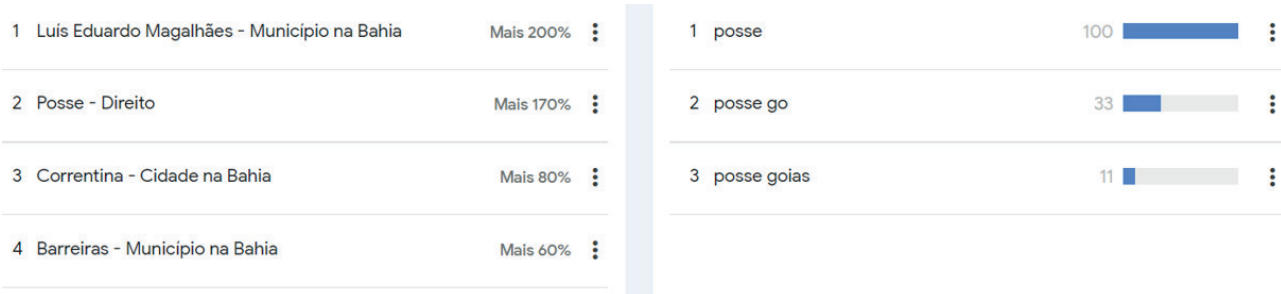 1 Luís Eduardo Magalhães - Município na Bahia Mais 200%
2 Posse - Direito Mais 170%
3 Correntina - Cidade na Bahia Mais 80%
4 Barreiras - Município na Bahia Mais 60%
1 posse 100
2 posse go 33
3 posse goias 11